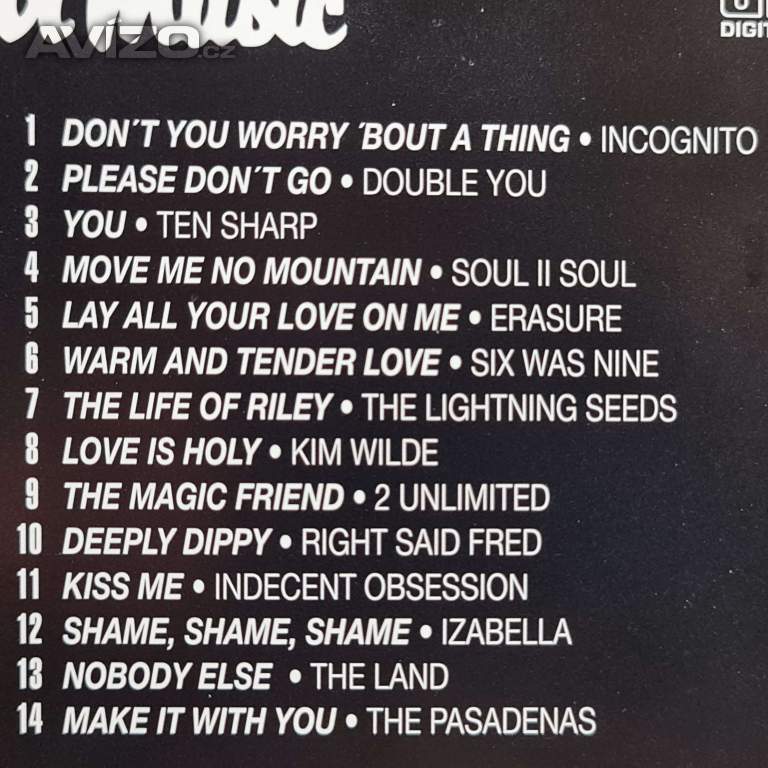 Music
AVÍZO.cz
DIGIT
1 DON´T YOU WORRY ´BOUT A THING • INCOGNITO
2 PLEASE DON´T GO • DOUBLE YOU
3 YOU • TEN SHARP
4 MOVE ME NO MOUNTAIN • SOUL II SOUL
5 LAY ALL YOUR LOVE ON ME • ERASURE
6 WARM AND TENDER LOVE • SIX WAS NINE
7 THE LIFE OF RILEY • THE LIGHTNING SEEDS
8 LOVE IS HOLY • KIM WILDE
9 THE MAGIC FRIEND • 2 UNLIMITED
10 DEEPLY DIPPY • RIGHT SAID FRED
11 KISS ME • INDECENT OBSESSION
12 SHAME, SHAME, SHAME • IZABELLA
13 NOBODY ELSE • THE LAND
14 MAKE IT WITH YOU • THE PASADENAS